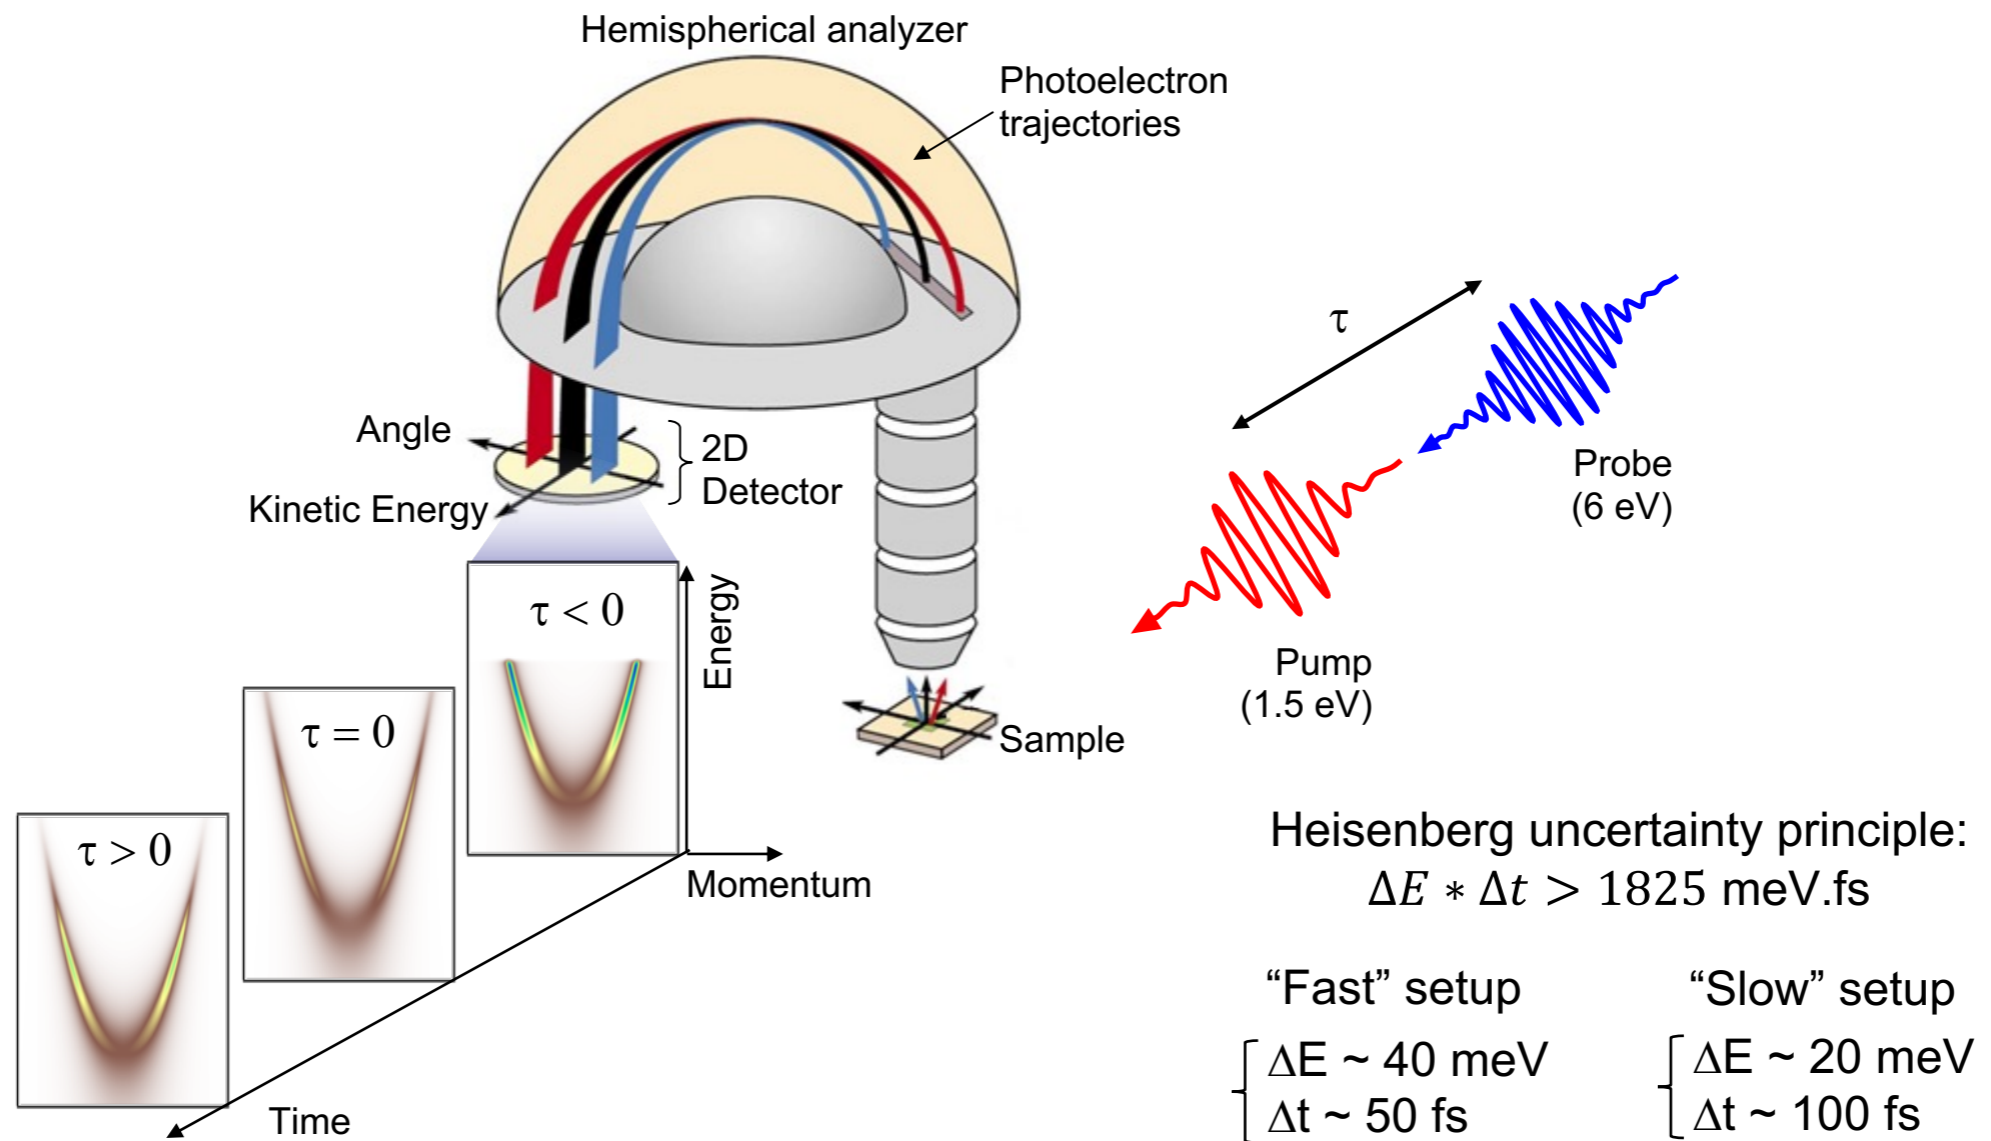 Hemispherical analyzer
Photoelectron
trajectories
τ
Probe
(6 eV)
Pump
(1.5 eV)
Angle
Kinetic Energy
2D
Detector
Energy
τ < 0
τ = 0
τ > 0
Momentum
Time
Sample
Heisenberg uncertainty principle:
Δ𝐸 ∗ Δ𝑡 > 1825 meV.fs
“Fast” setup
ΔE ~ 40 meV
Δt ~ 50 fs
“Slow” setup
ΔE ~ 20 meV
Δt ~ 100 fs